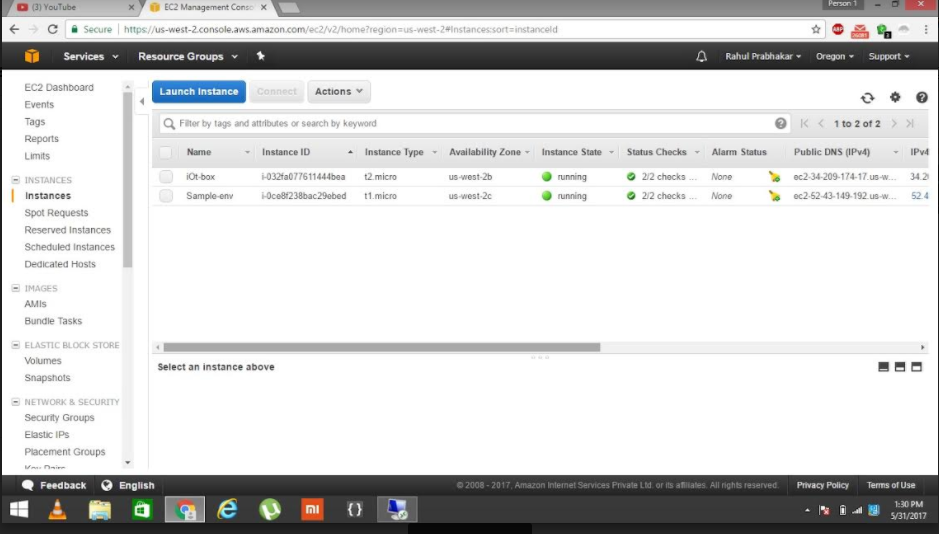 (3) YouTube
EC2 Management Conso
Person 1
Secure
https://us-west-2.console.aws.amazon.com/ec2/v2/home?region=us-west-2#Instances:sort=instanceId
ABP
Services
Resource Groups
Rahul Prabhakar
Oregon
Support
EC2 Dashboard
Events
Tags
Reports
Limits
INSTANCES
Instances
Spot Requests
Reserved Instances
Scheduled Instances
Dedicated Hosts
IMAGES
AMIs
Bundle Tasks
ELASTIC BLOCK STORE
Volumes
Snapshots
NETWORK & SECURITY
Security Groups
Elastic IPs
Placement Groups
Key Pairs
Launch Instance Connect Actions
Filter by tags and attributes or search by keyword
1 to 2 of 2
Name Instance ID Instance Type Availability Zone Instance State Status Checks Alarm Status Public DNS (IPv4) IPv4
iOt-box i-032fa077611444bea t2.micro us-west-2b running 2/2 checks ... None ec2-34-209-174-17.us-w... 34.20
Sample-env i-0ce8f238bac29ebed t1.micro us-west-2c running 2/2 checks ... None ec2-52-43-149-192.us-w... 52.4
Select an instance above
Feedback English
© 2008 - 2017, Amazon Internet Services Private Ltd. or its affiliates. All rights reserved.
Privacy Policy Terms of Use
1:30 PM
5/31/2017